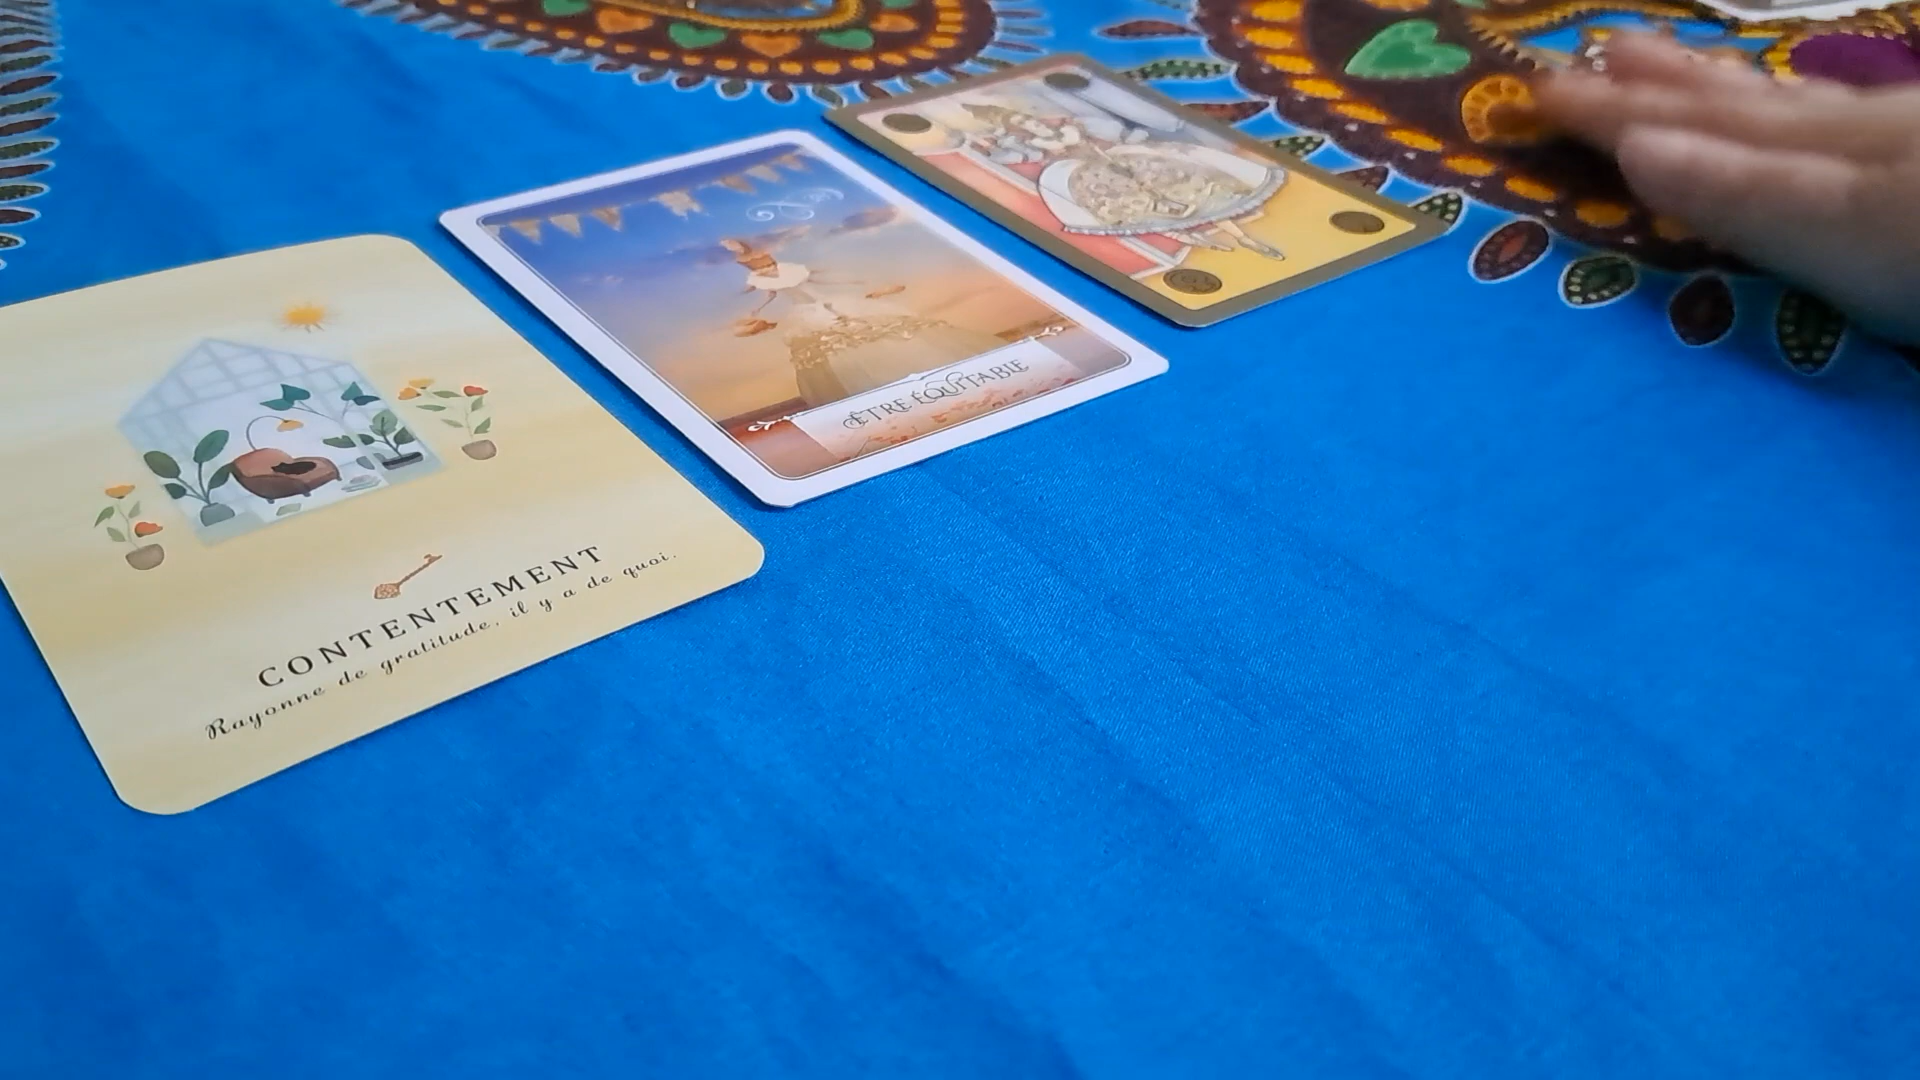 CONTENTEMENT
Rayonne de gratitude, il y a de quoi.
ÊTRE ÉQUITABLE